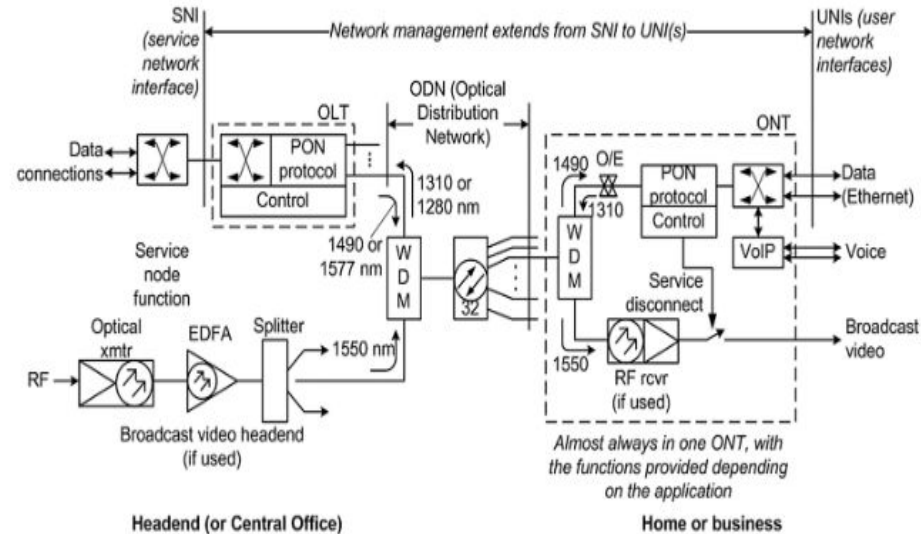 SNI
(service
network
interface)
Network management extends from SNI to UNI(s)
UNIs (user
network
interfaces)
OLT
ODN (Optical
Distribution
Network)
ONT
Data
connections
PON
protocol
Control
1310 or
1280 nm
1490 or
1577 nm
W
D
M
32
1490
O/E
1310
W
D
M
PON
protocol
Control
Data
(Ethernet)
VoIP
Voice
Service
node
function
Service
disconnect
Optical
xmtr
EDFA
Splitter
1550 nm
RF
Broadcast video headend
(if used)
1550
RF rcvr
(if used)
Broadcast
video
Almost always in one ONT, with
the functions provided depending
on the application
Headend (or Central Office)
Home or business